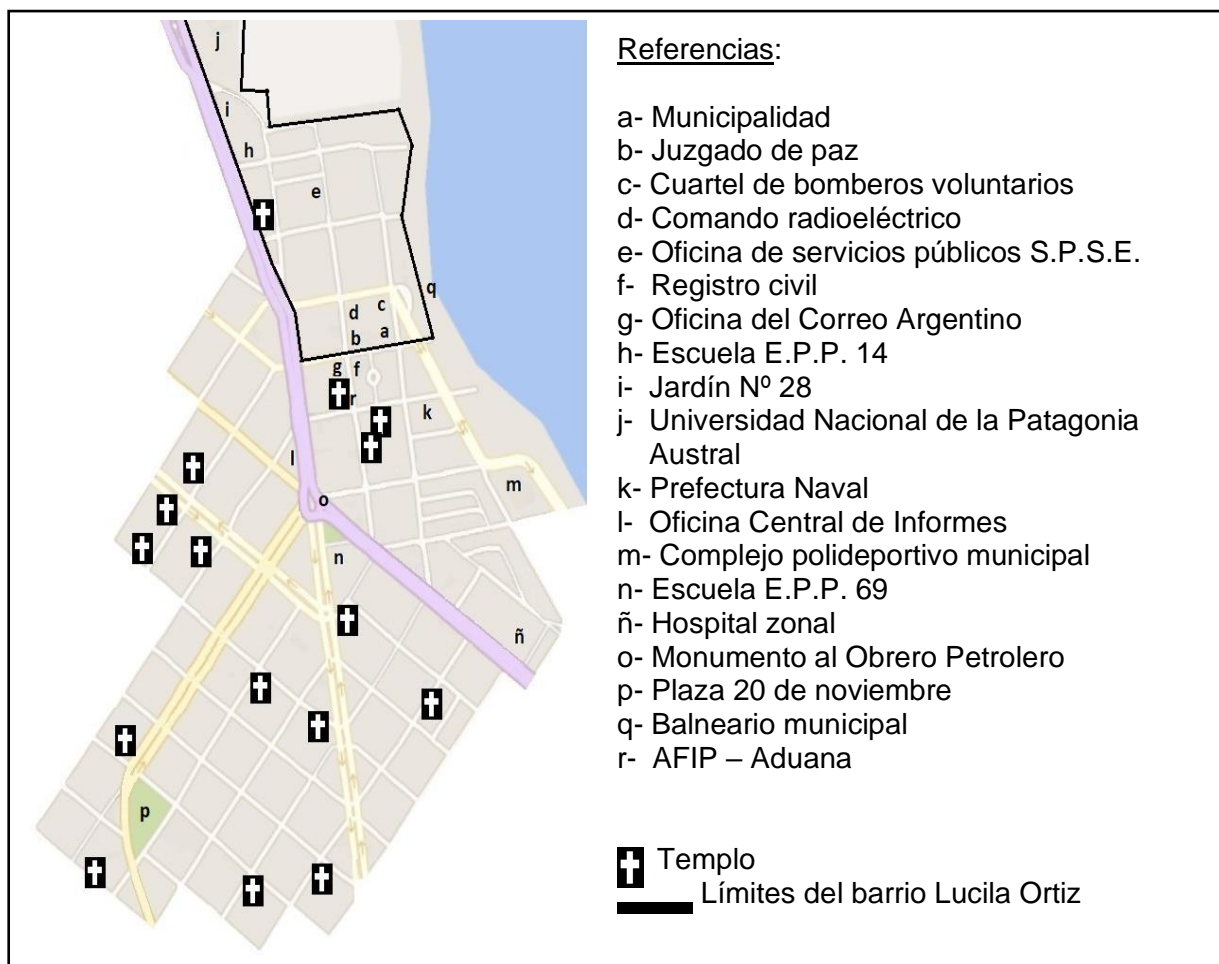 j
i
h
e
q
c
d
a
b
g f
r
k
l
m
o
n
ñ
p
Referencias:
a- Municipalidad
b- Juzgado de paz
c- Cuartel de bomberos voluntarios
d- Comando radioeléctrico
e- Oficina de servicios públicos S.P.S.E.
f- Registro civil
g- Oficina del Correo Argentino
h- Escuela E.P.P. 14
i- Jardín Nº 28
j- Universidad Nacional de la Patagonia
Austral
k- Prefectura Naval
l- Oficina Central de Informes
m- Complejo polideportivo municipal
n- Escuela E.P.P. 69
ñ- Hospital zonal
o- Monumento al Obrero Petrolero
p- Plaza 20 de noviembre
q- Balneario municipal
r- AFIP – Aduana
Templo
Límites del barrio Lucila Ortiz